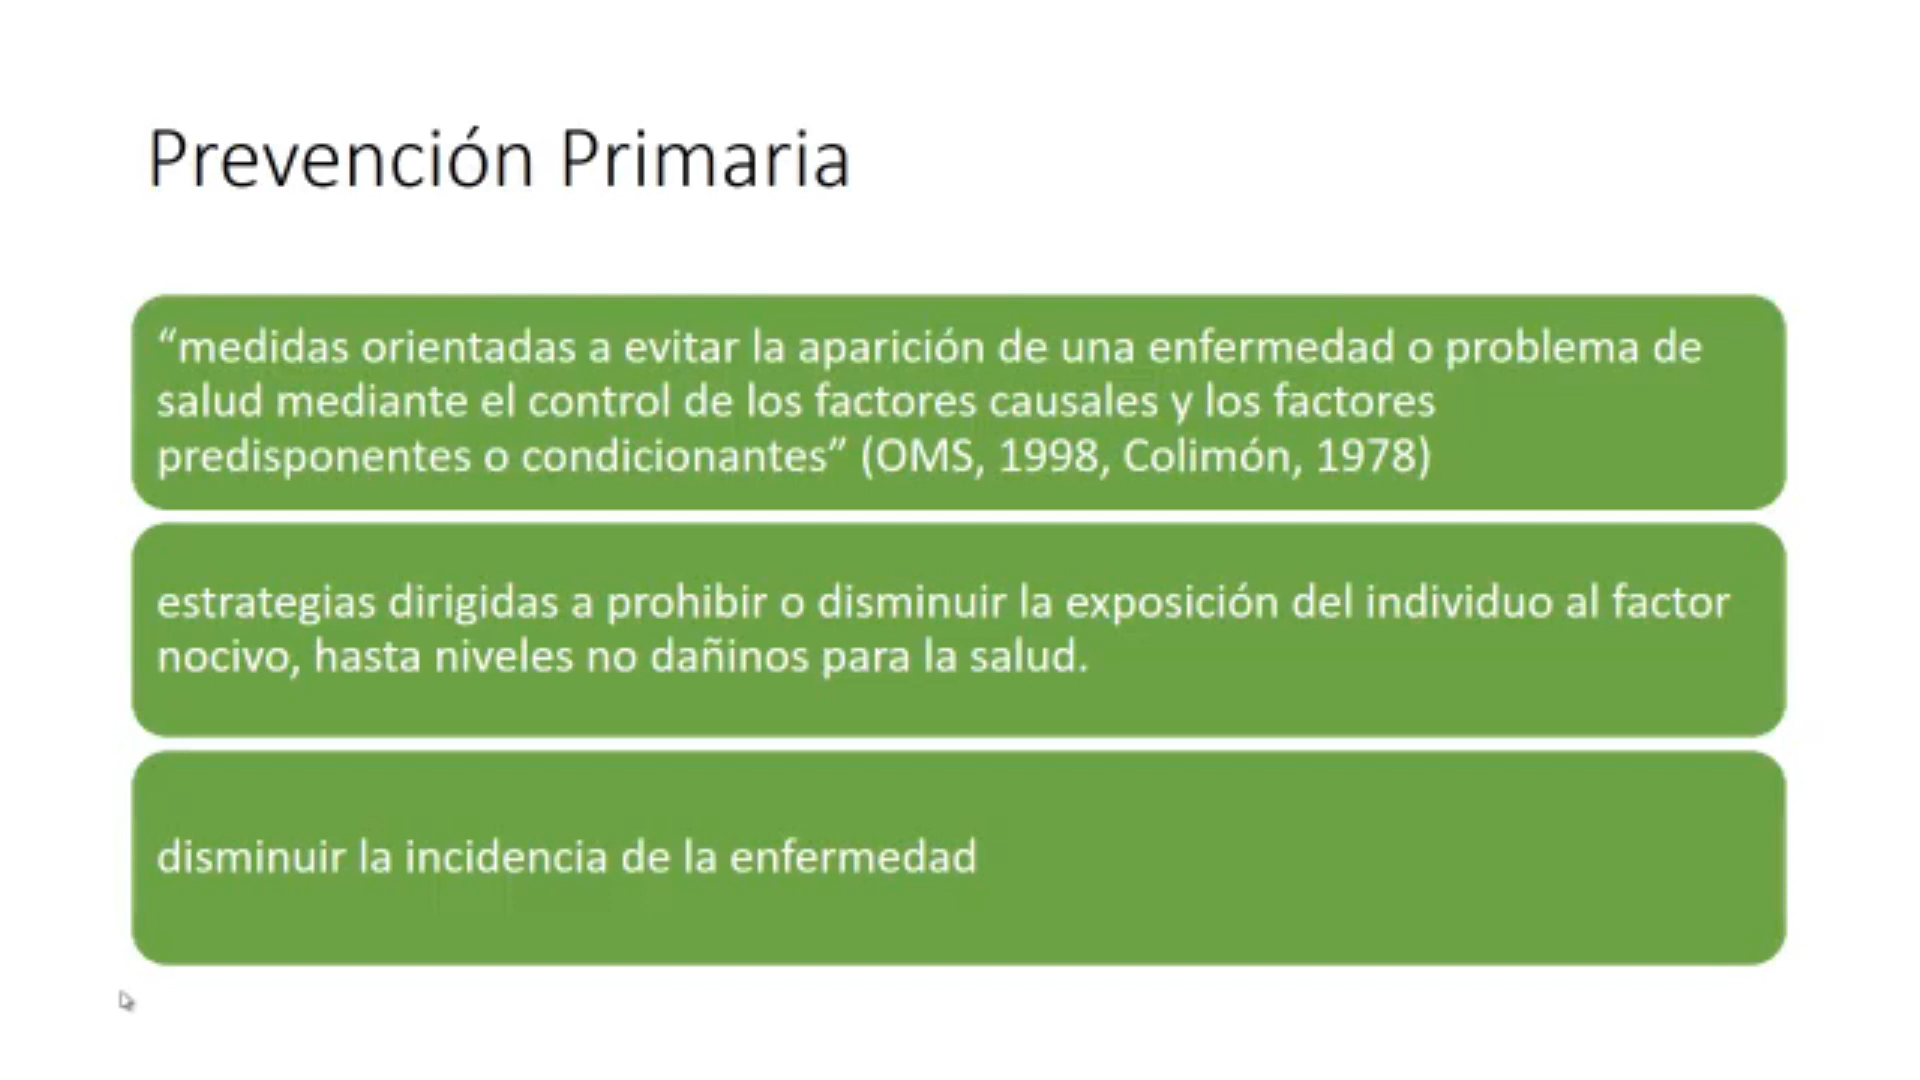 Prevención Primaria
“medidas orientadas a evitar la aparición de una enfermedad o problema de
salud mediante el control de los factores causales y los factores
predisponentes o condicionantes” (OMS, 1998, Colimón, 1978)
estrategias dirigidas a prohibir o disminuir la exposición del individuo al factor
nocivo, hasta niveles no dañinos para la salud.
disminuir la incidencia de la enfermedad